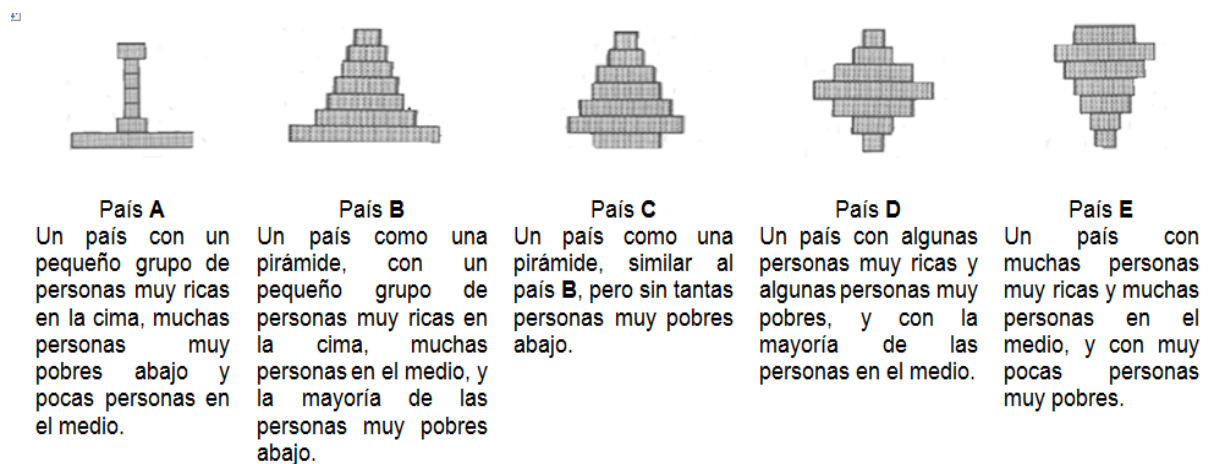 País A
Un país con un
pequeño grupo de
personas muy ricas
en la cima, muchas
personas muy
pobres abajo y
pocas personas en
el medio.
País B
Un país como una
pirámide, con un
pequeño grupo de
personas muy ricas en
la cima, muchas
personas en el medio, y
la mayoría de las
personas muy pobres
abajo.
País C
Un país como una
pirámide, similar al
país B, pero sin tantas
personas muy pobres
abajo.
País D
Un país con algunas
personas muy ricas y
algunas personas muy
pobres, y con la
mayoría de las
personas en el medio.
País E
Un país con
muchas personas
muy ricas y muchas
personas en el
medio, y con muy
pocas personas
muy pobres.